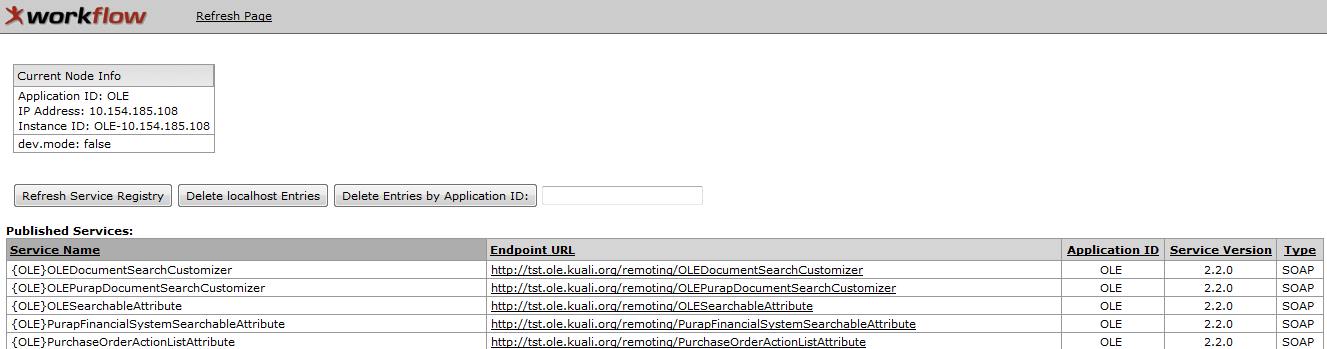 workflow Refresh Page
Current Node Info
Application ID: OLE
IP Address: 10.154.185.108
Instance ID: OLE-10.154.185.108
dev.mode: false
Refresh Service Registry Delete localhost Entries Delete Entries by Application ID:
Published Services:
Service Name Endpoint URL Application ID Service Version Type
{OLE}OLEDocumentSearchCustomizer http://tst.ole.kuali.org/remoting/OLEDocumentSearchCustomizer OLE 2.2.0 SOAP
{OLE}OLEPurapDocumentSearchCustomizer http://tst.ole.kuali.org/remoting/OLEPurapDocumentSearchCustomizer OLE 2.2.0 SOAP
{OLE}OLESearchableAttribute http://tst.ole.kuali.org/remoting/OLESearchableAttribute OLE 2.2.0 SOAP
{OLE}PurapFinancialSystemSearchableAttribute http://tst.ole.kuali.org/remoting/PurapFinancialSystemSearchableAttribute OLE 2.2.0 SOAP
{OLE}PurchaseOrderActionListAttribute http://tst.ole.kuali.org/remoting/PurchaseOrderActionListAttribute OLE 2.2.0 SOAP